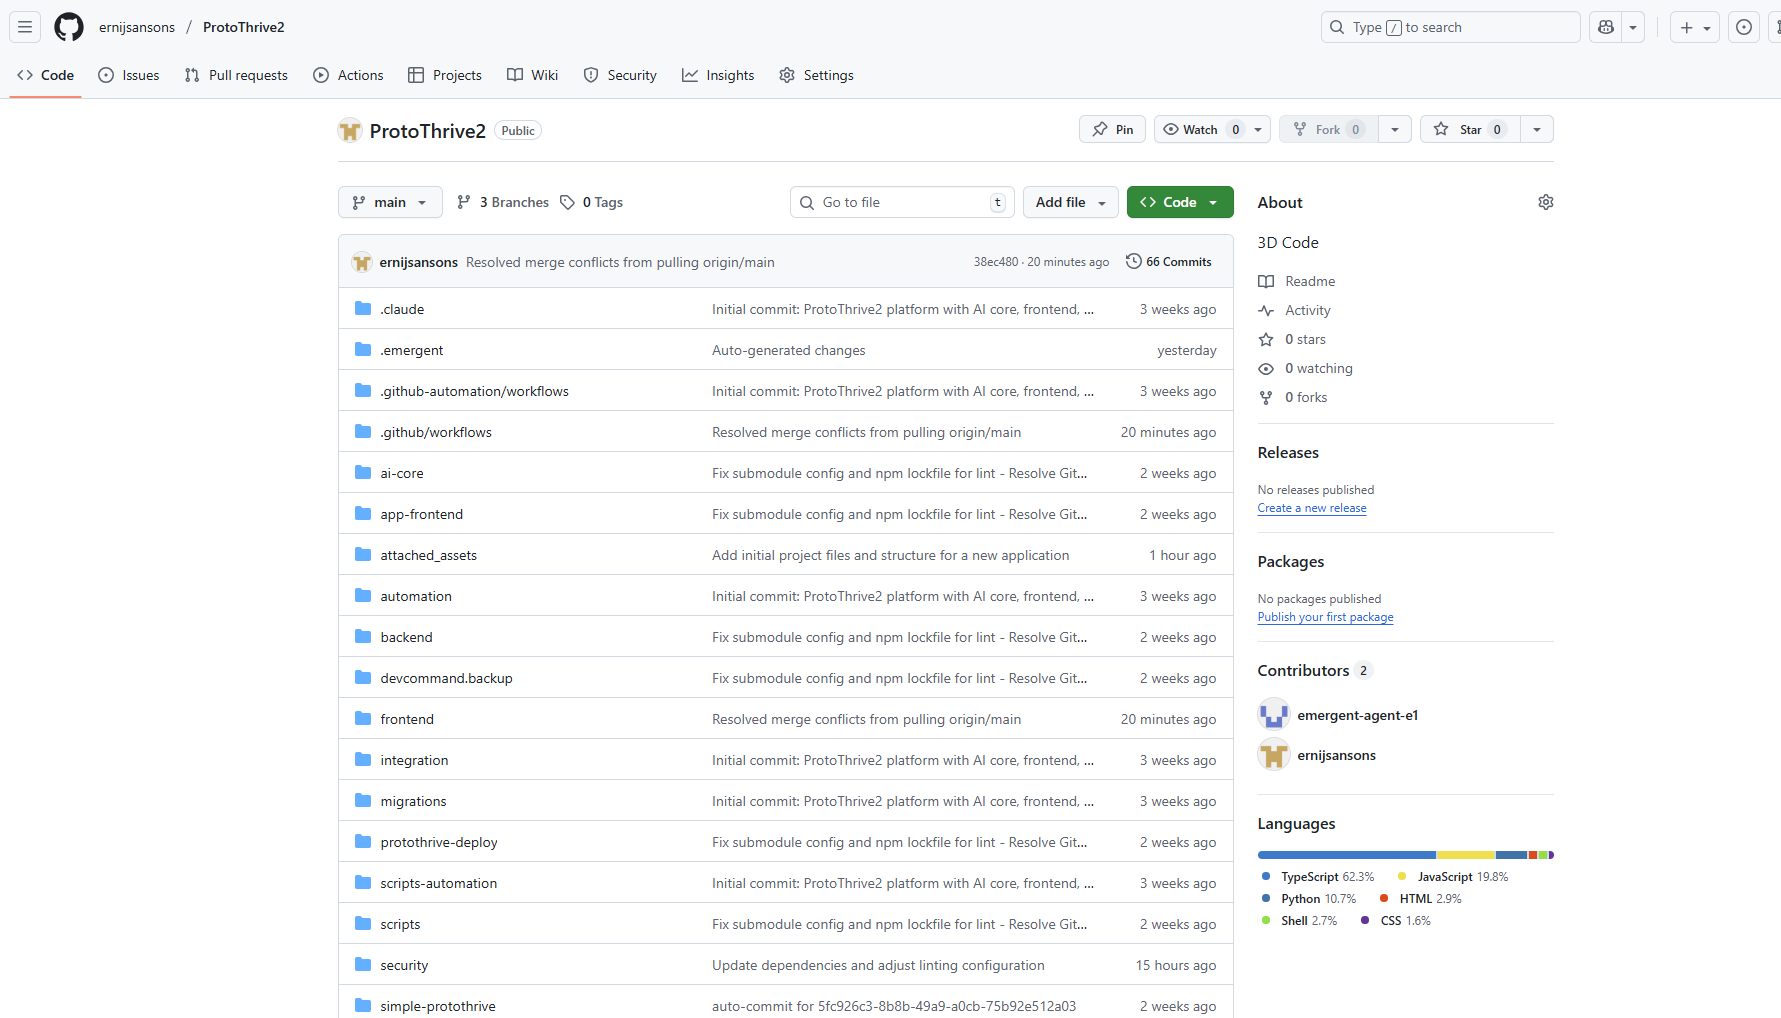 ernijsansons / ProtoThrive2
Type / to search
Code Issues Pull requests Actions Projects Wiki Security Insights Settings
ProtoThrive2 Public
Pin Watch 0 Fork 0 Star 0
main 3 Branches 0 Tags Go to file t Add file Code
ernijsansons Resolved merge conflicts from pulling origin/main 38ec480 · 20 minutes ago 66 Commits
.claude Initial commit: ProtoThrive2 platform with AI core, frontend, ... 3 weeks ago
.emergent Auto-generated changes yesterday
.github-automation/workflows Initial commit: ProtoThrive2 platform with AI core, frontend, ... 3 weeks ago
.github/workflows Resolved merge conflicts from pulling origin/main 20 minutes ago
ai-core Fix submodule config and npm lockfile for lint - Resolve Git... 2 weeks ago
app-frontend Fix submodule config and npm lockfile for lint - Resolve Git... 2 weeks ago
attached_assets Add initial project files and structure for a new application 1 hour ago
automation Initial commit: ProtoThrive2 platform with AI core, frontend, ... 3 weeks ago
backend Fix submodule config and npm lockfile for lint - Resolve Git... 2 weeks ago
devcommand.backup Fix submodule config and npm lockfile for lint - Resolve Git... 2 weeks ago
frontend Resolved merge conflicts from pulling origin/main 20 minutes ago
integration Initial commit: ProtoThrive2 platform with AI core, frontend, ... 3 weeks ago
migrations Initial commit: ProtoThrive2 platform with AI core, frontend, ... 3 weeks ago
protothrive-deploy Fix submodule config and npm lockfile for lint - Resolve Git... 2 weeks ago
scripts-automation Initial commit: ProtoThrive2 platform with AI core, frontend, ... 3 weeks ago
scripts Fix submodule config and npm lockfile for lint - Resolve Git... 2 weeks ago
security Update dependencies and adjust linting configuration 15 hours ago
simple-protothrive auto-commit for 5fc926c3-8b8b-49a9-a0cb-75b92e512a03 2 weeks ago
About
3D Code
Readme
Activity
0 stars
0 watching
0 forks
Releases
No releases published
Create a new release
Packages
No packages published
Publish your first package
Contributors 2
emergent-agent-e1
ernijsansons
Languages
TypeScript 62.3% JavaScript 19.8%
Python 10.7% HTML 2.9%
Shell 2.7% CSS 1.6%